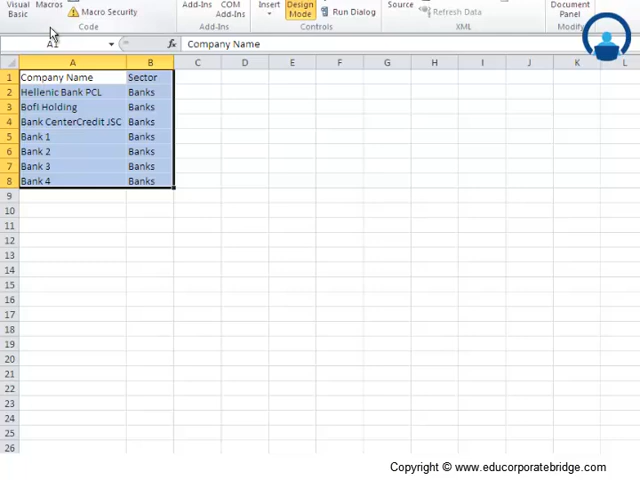 Visual Basic Macros Macro Security Code
Add-Ins COM Add-Ins Add-Ins
Insert Design Mode Run Dialog Controls
Source Refresh Data XML
Document Panel Modify
A1 fx Company Name
A B C D E F G H I J K L
1 Company Name Sector
2 Hellenic Bank PCL Banks
3 BofI Holding Banks
4 Bank CenterCredit JSC Banks
5 Bank 1 Banks
6 Bank 2 Banks
7 Bank 3 Banks
8 Bank 4 Banks
9
10
11
12
13
14
15
16
17
18
19
20
21
22
23
24
25
26
Copyright © www.educorporatebridge.com